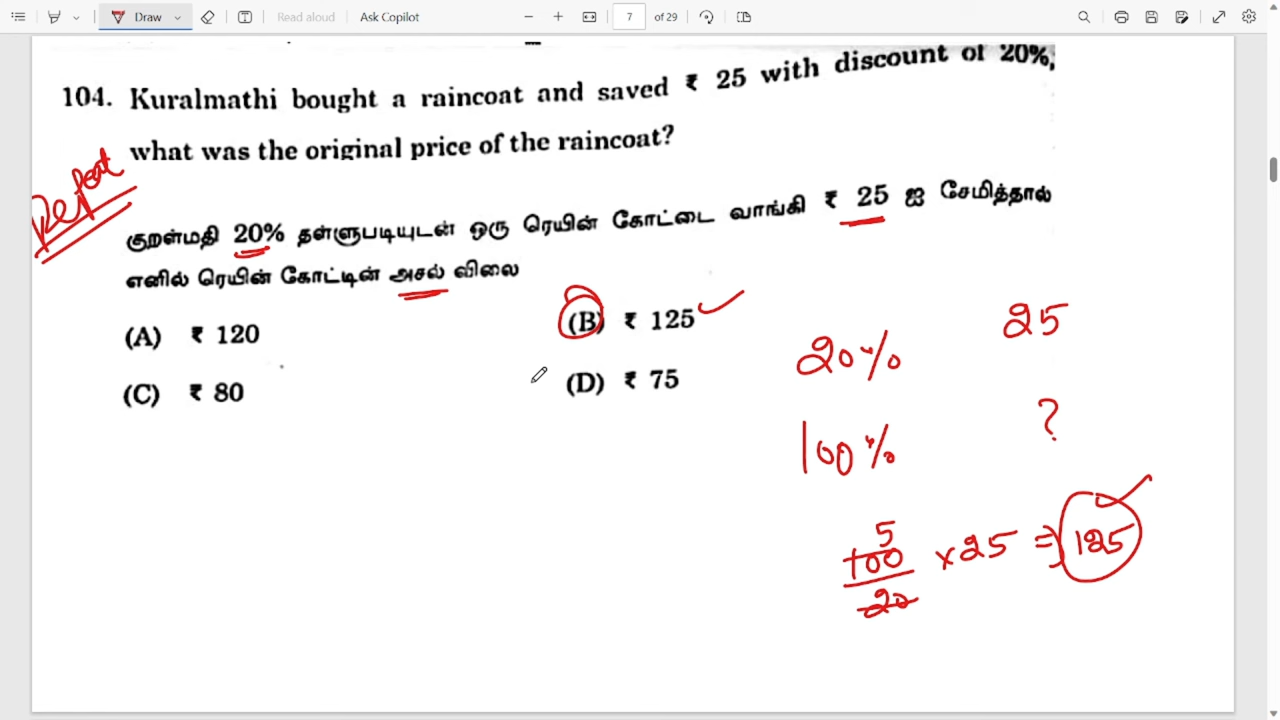 Draw
Read aloud
Ask Copilot
7
of 29
104. Kuralmathi bought a raincoat and saved ₹ 25 with discount of 20%,
what was the original price of the raincoat?
Repeat
குறள்மதி 20% தள்ளுபடியுடன் ஒரு ரெயின் கோட்டை வாங்கி ₹ 25 ஐ சேமித்தால்
எனில் ரெயின் கோட்டின் அசல் விலை
(A) ₹ 120
(B) ₹ 125
(C) ₹ 80
(D) ₹ 75
20% 25
100% ?
5
100
20
× 25 ⇒ 125